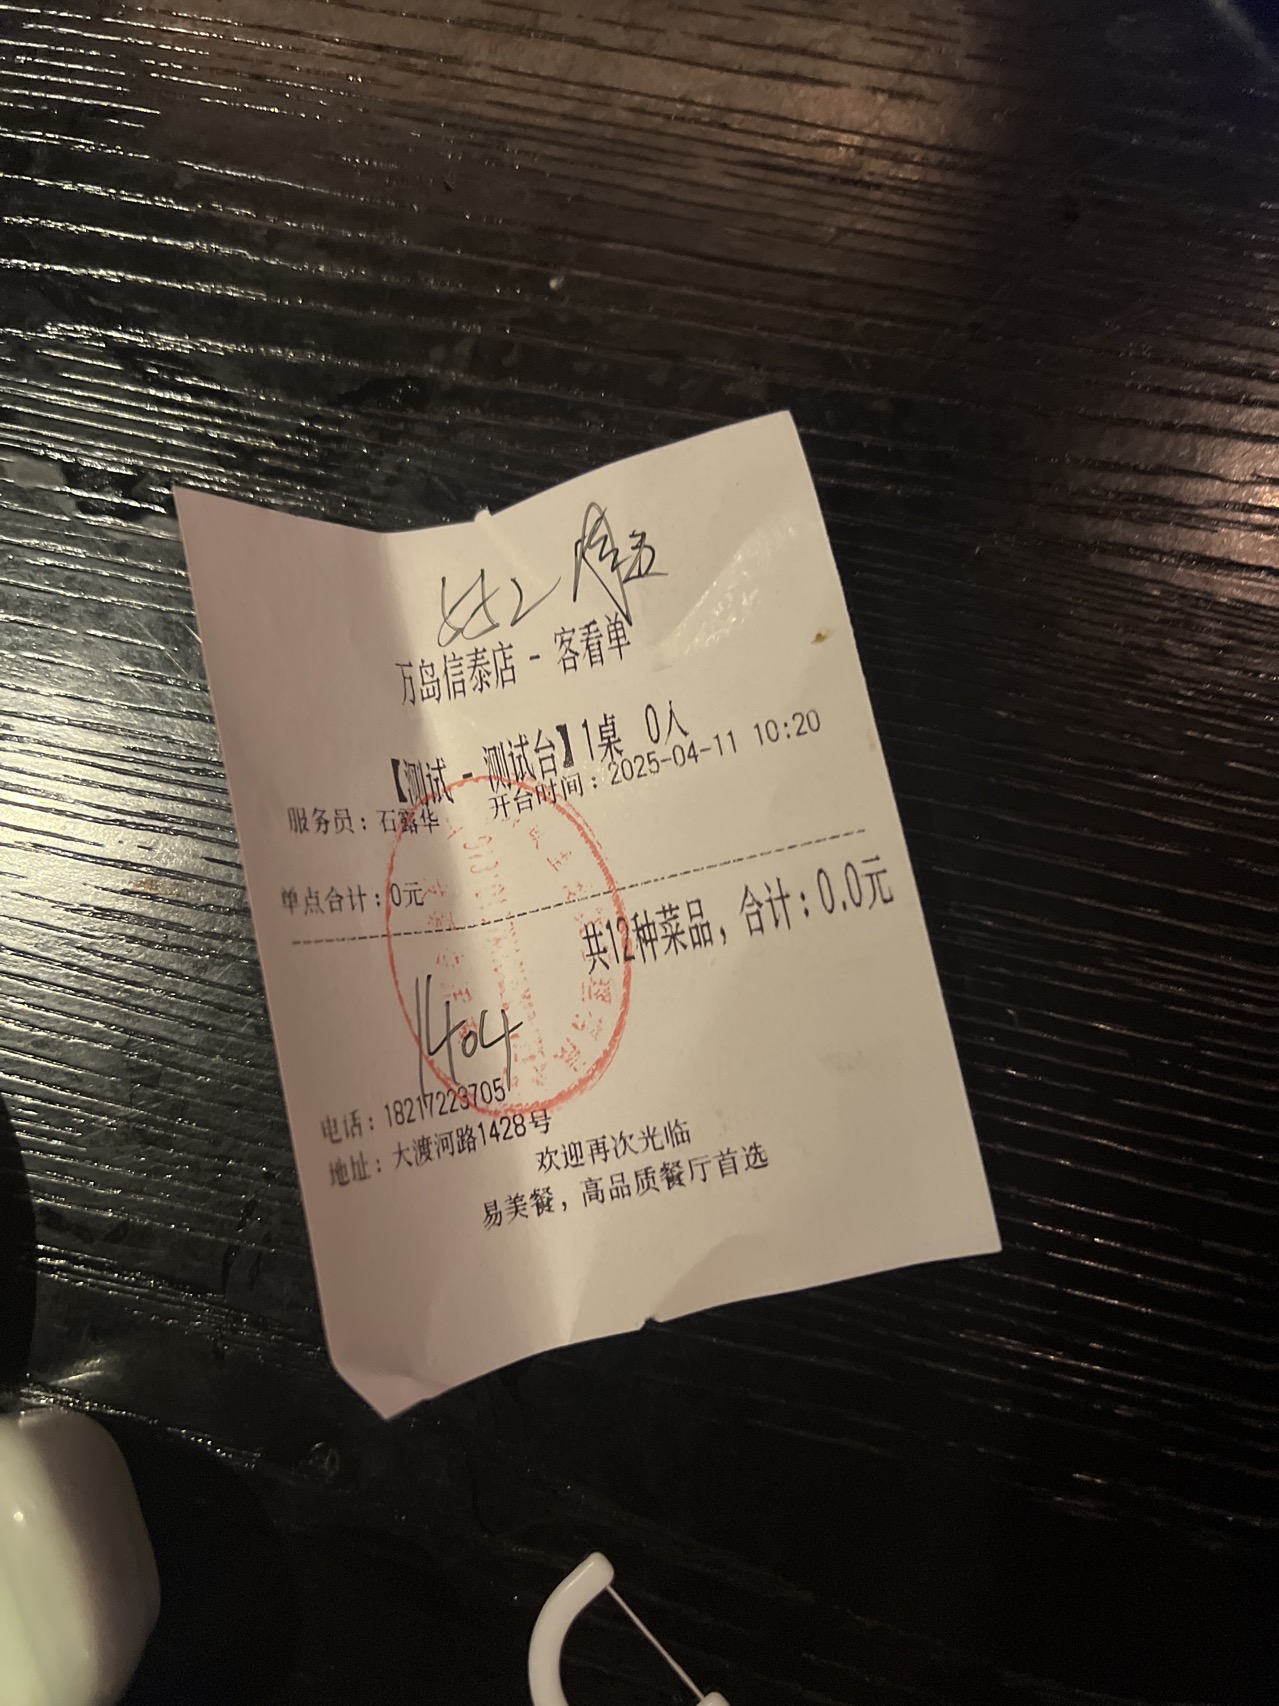 万岛信泰店 - 客看单
【测试 - 测试台】1桌 0人
服务员：石露华 开台时间：2025-04-11 10:20
单点合计：0元
共12种菜品，合计：0.0元
1404
电话：18217223705
地址：大渡河路1428号
欢迎再次光临
易美餐，高品质餐厅首选